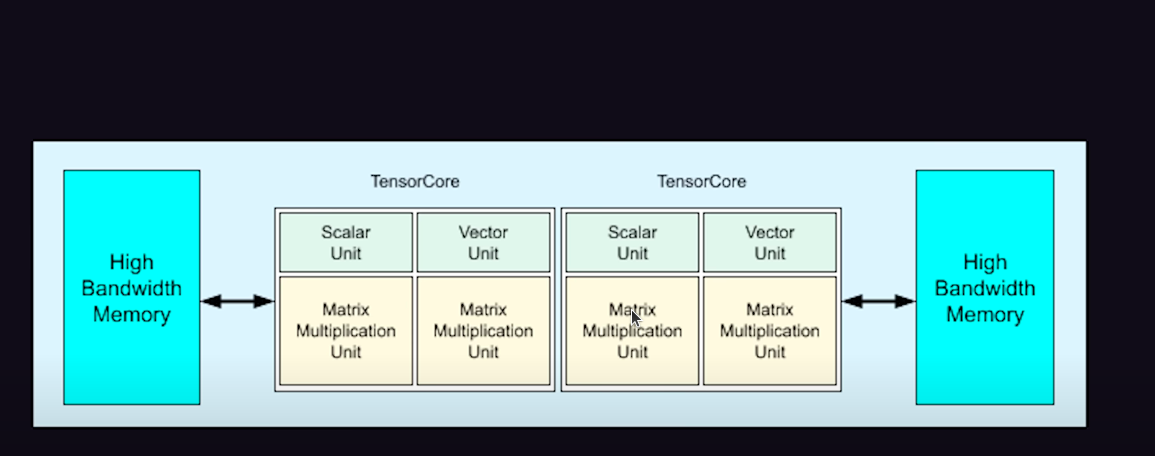 TensorCore
TensorCore
High
Bandwidth
Memory
Scalar
Unit
Vector
Unit
Matrix
Multiplication
Unit
Matrix
Multiplication
Unit
Scalar
Unit
Vector
Unit
Matrix
Multiplication
Unit
Matrix
Multiplication
Unit
High
Bandwidth
Memory